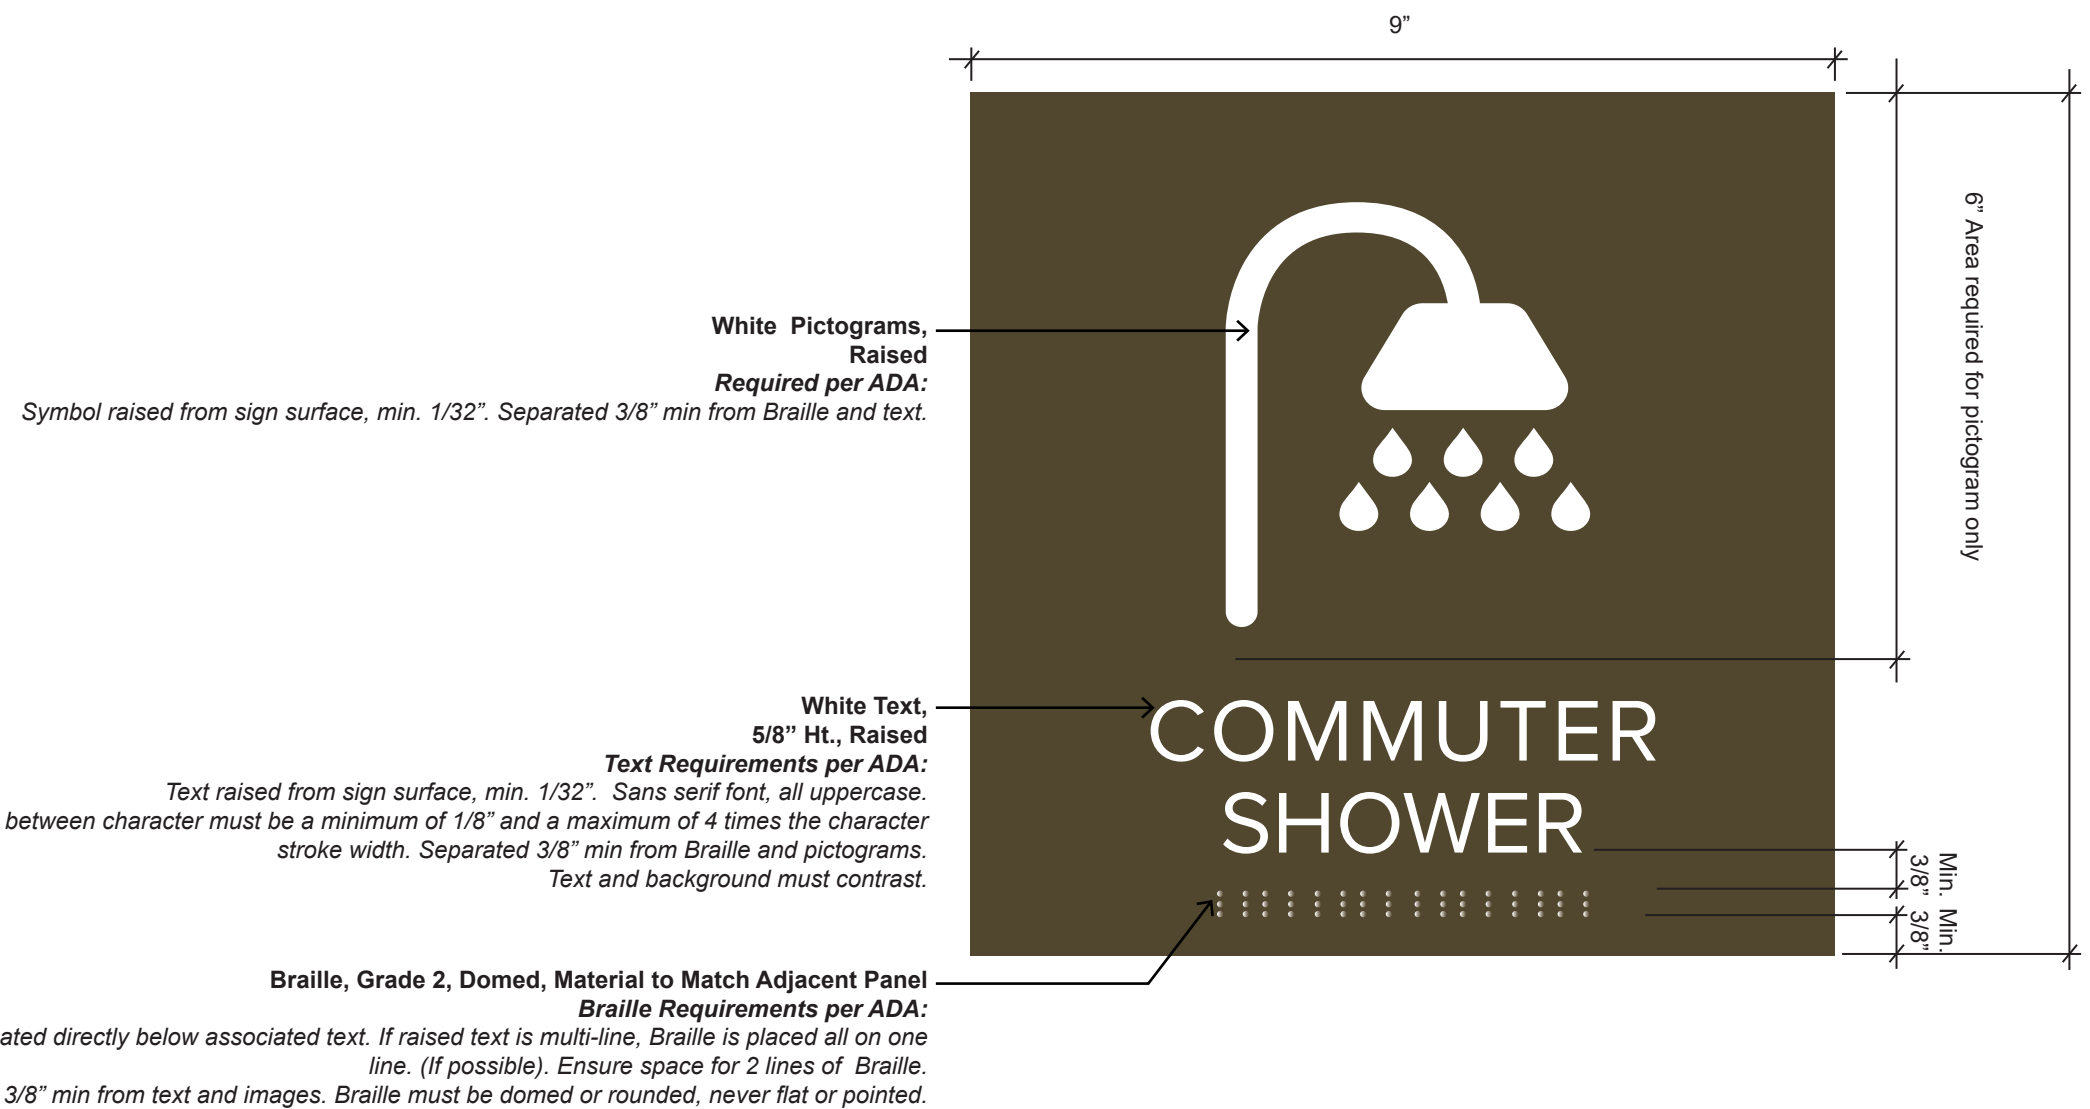 9”
6” Area required for pictogram only
White Pictograms,
Raised
Required per ADA:
Symbol raised from sign surface, min. 1/32”. Separated 3/8” min from Braille and text.
White Text,
5/8” Ht., Raised
Text Requirements per ADA:
Text raised from sign surface, min. 1/32”. Sans serif font, all uppercase.
between character must be a minimum of 1/8” and a maximum of 4 times the character
stroke width. Separated 3/8” min from Braille and pictograms.
Text and background must contrast.
COMMUTER
SHOWER
Min.
3/8”
Min.
3/8”
Braille, Grade 2, Domed, Material to Match Adjacent Panel
Braille Requirements per ADA:
ated directly below associated text. If raised text is multi-line, Braille is placed all on one
line. (If possible). Ensure space for 2 lines of Braille.
3/8” min from text and images. Braille must be domed or rounded, never flat or pointed.